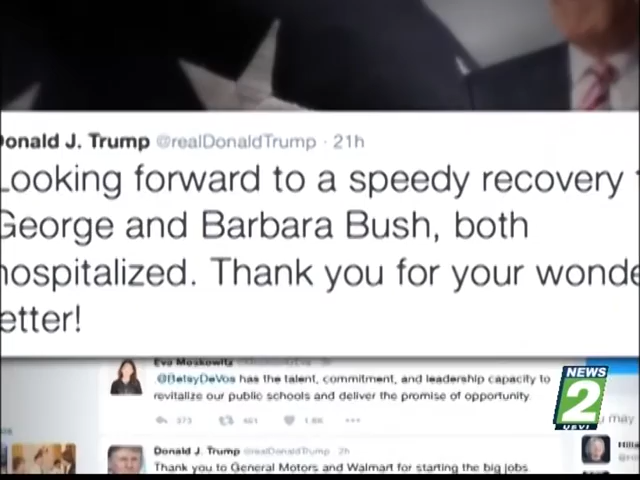 onald J. Trump @realDonaldTrump · 21h
Looking forward to a speedy recovery
George and Barbara Bush, both
hospitalized. Thank you for your wonde
etter!
Eva Moskowitz
@BetsyDeVos has the talent, commitment, and leadership capacity to
revitalize our public schools and deliver the promise of opportunity.
373
Donald J. Trump @realDonaldTrump 2h
Thank you to General Motors and Walmart for starting the big jobs
NEWS
2
may